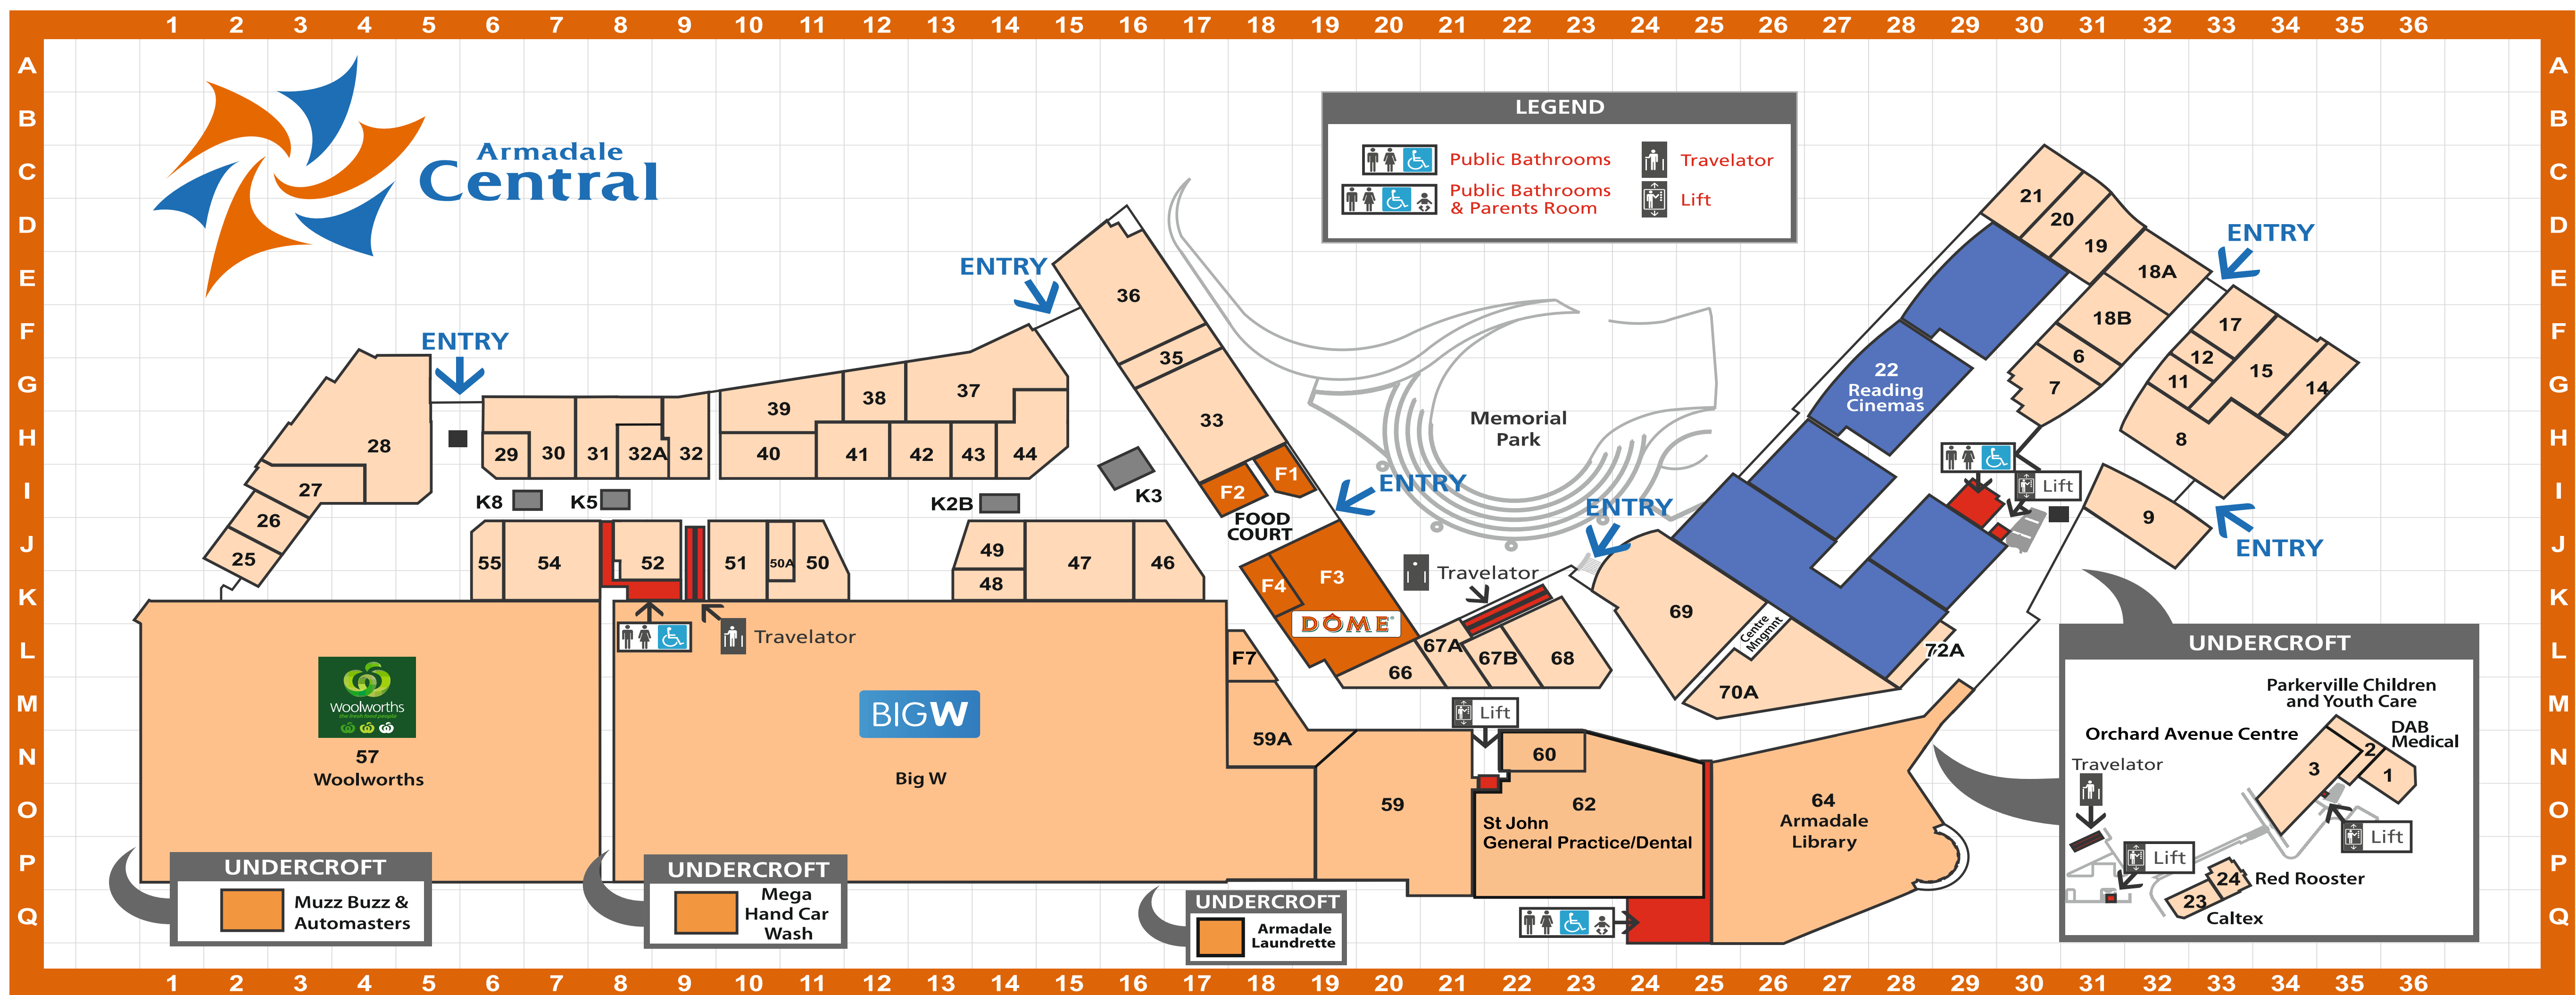 1 2 3 4 5 6 7 8 9 10 11 12 13 14 15 16 17 18 19 20 21 22 23 24 25 26 27 28 29 30 31 32 33 34 35 36
A
B
C
D
E
F
G
H
I
J
K
L
M
N
O
P
Q
Armadale
Central
LEGEND
Public Bathrooms
Travelator
Public Bathrooms
& Parents Room
Lift
ENTRY
ENTRY
ENTRY
ENTRY
ENTRY
ENTRY
21
20
19
18A
18B
17
6
7
12
11
15
14
8
9
22
Reading
Cinemas
Lift
Memorial
Park
36
35
33
F1
F2
FOOD
COURT
F4
F3
DÔME
28
27
26
25
29
30
31
32A
32
39
38
37
40
41
42
43
44
K8
K5
K2B
K3
55
54
52
51
50A
50
49
48
47
46
Travelator
Travelator
66
67A
67B
68
69
Centre
Mngmnt
70A
72A
F7
59A
Woolworths
the fresh food people
57
Woolworths
BIGW
Big W
59
Lift
60
62
St John
General Practice/Dental
64
Armadale
Library
UNDERCROFT
Muzz Buzz &
Automasters
UNDERCROFT
Mega
Hand Car
Wash
UNDERCROFT
Armadale
Laundrette
UNDERCROFT
Parkerville Children
and Youth Care
Orchard Avenue Centre
DAB
Medical
Travelator
3
2
1
Lift
Lift
24
Red Rooster
23
Caltex
A
B
C
D
E
F
G
H
I
J
K
L
M
N
O
P
Q
1 2 3 4 5 6 7 8 9 10 11 12 13 14 15 16 17 18 19 20 21 22 23 24 25 26 27 28 29 30 31 32 33 34 35 36